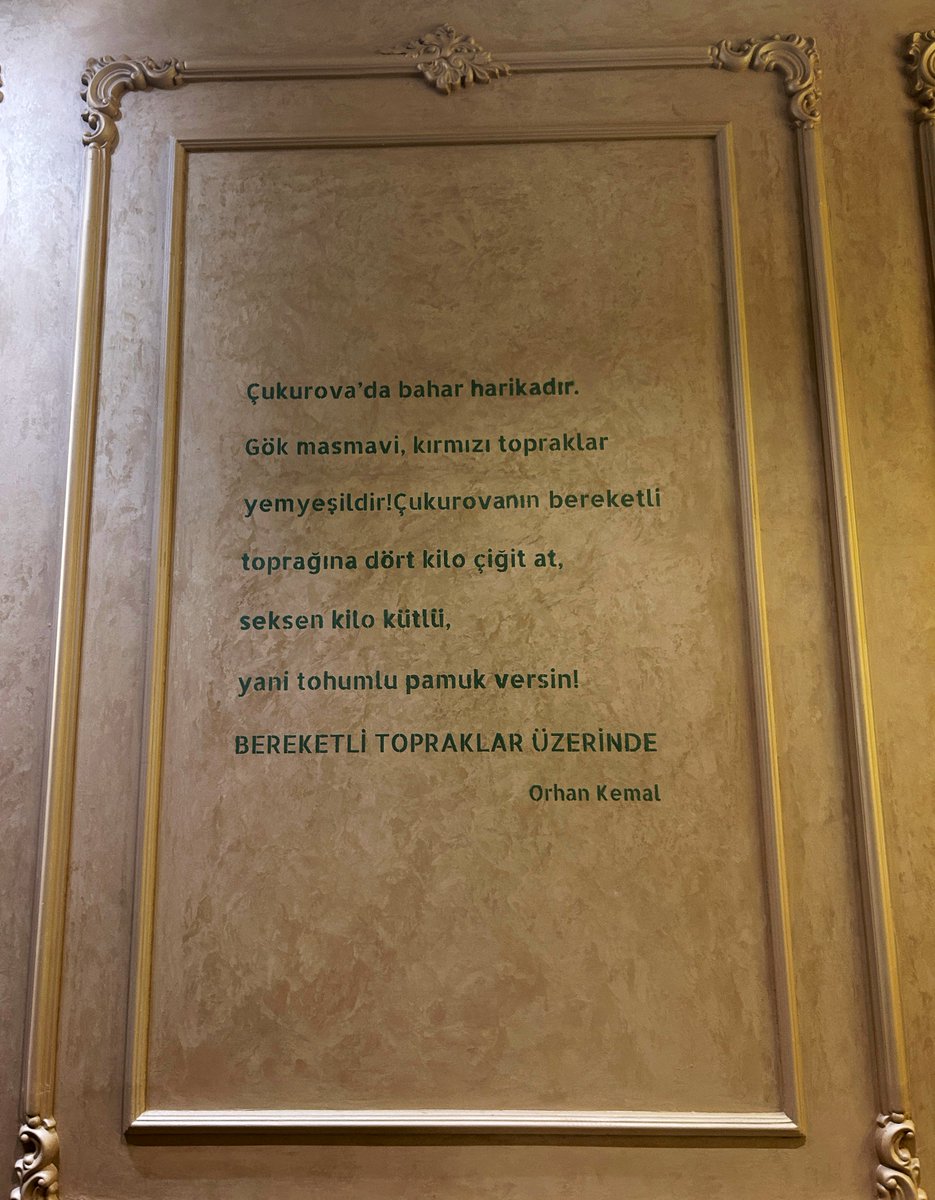 Çukurova'da bahar harikadır.
Gök masmavi, kırmızı topraklar
yemyeşildir!Çukurovanın bereketli
toprağına dört kilo çiğit at,
seksen kilo kütlü,
yani tohumlu pamuk versin!
BEREKETLİ TOPRAKLAR ÜZERİNDE
Orhan Kemal